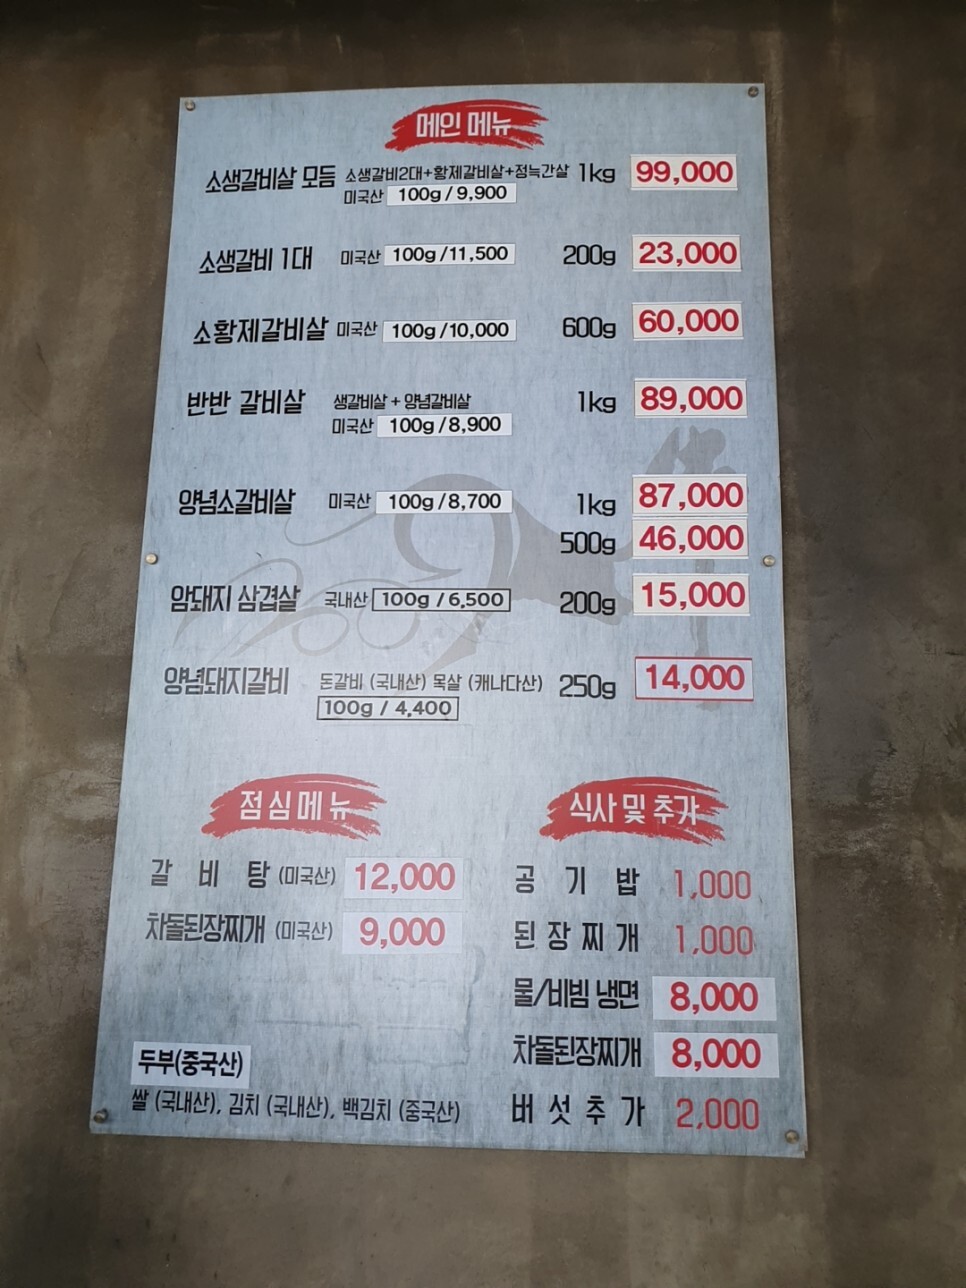 메인 메뉴
소생갈비살 모듬 소생갈비2대+황제갈비살+정늑간살 1kg 99,000
미국산 100g/9,900
소생갈비 1대 미국산 100g/11,500 200g 23,000
소황제갈비살 미국산 100g/10,000 600g 60,000
반반 갈비살 생갈비살 + 양념갈비살 1kg 89,000
미국산 100g/8,900
양념소갈비살 미국산 100g/8,700 1kg 87,000
500g 46,000
암돼지 삼겹살 국내산 100g / 6,500 200g 15,000
양념돼지갈비 돈갈비 (국내산) 목살 (캐나다산) 250g 14,000
100g / 4,400
점심메뉴
갈 비 탕 (미국산) 12,000
차돌된장찌개 (미국산) 9,000
두부(중국산)
쌀 (국내산), 김치 (국내산), 백김치 (중국산)
식사 및 추가
공 기 밥 1,000
된 장 찌 개 1,000
물/비빔 냉면 8,000
차돌된장찌개 8,000
버 섯 추 가 2,000